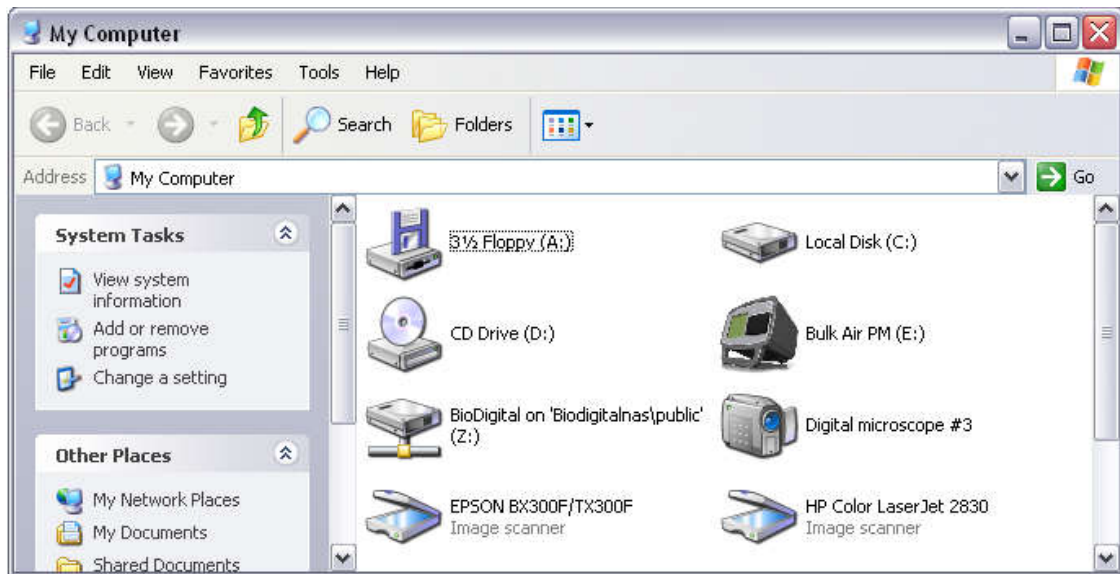 My Computer
File Edit View Favorites Tools Help
Back Search Folders
Address My Computer Go
System Tasks
View system
information
Add or remove
programs
Change a setting
Other Places
My Network Places
My Documents
Shared Documents
3½ Floppy (A:)
Local Disk (C:)
CD Drive (D:)
Bulk Air PM (E:)
BioDigital on 'Biodigitalnas\public'
(Z:)
Digital microscope #3
EPSON BX300F/TX300F
Image scanner
HP Color LaserJet 2830
Image scanner